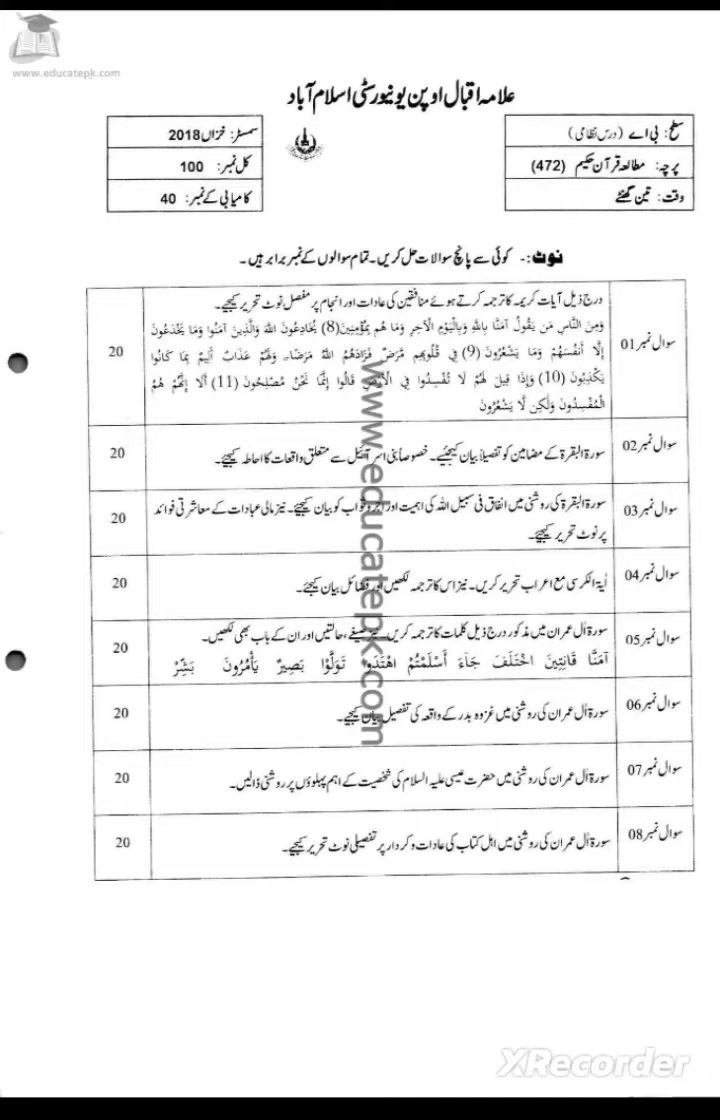 www.educatepk.com
علامہ اقبال اوپن یونیورسٹی اسلام آباد
سطح: بی اے (درس نظامی)
پرچہ: مطالعہ قرآن حکیم (472)
وقت: تین گھنٹے
سمسٹر: خزاں 2018
کل نمبر: 100
کامیابی کے نمبر: 40
نوٹ:- کوئی سے پانچ سوالات حل کریں۔ تمام سوالوں کے نمبر برابر ہیں۔
سوال نمبر 01
درج ذیل آیات کریمہ کا ترجمہ کرتے ہوئے منافقین کی عادات اور انجام پر مفصل نوٹ تحریر کیجیے۔
وَمِنَ النَّاسِ مَن يَقُولُ آمَنَّا بِاللَّهِ وَبِالْيَوْمِ الْآخِرِ وَمَا هُم بِمُؤْمِنِينَ(8) يُخَادِعُونَ اللَّهَ وَالَّذِينَ آمَنُوا وَمَا يَخْدَعُونَ
إِلَّا أَنفُسَهُمْ وَمَا يَشْعُرُونَ (9) فِي قُلُوبِهِم مَّرَضٌ فَزَادَهُمُ اللَّهُ مَرَضًا، وَلَهُمْ عَذَابٌ أَلِيمٌ بِمَا كَانُوا
يَكْذِبُونَ (10) وَإِذَا قِيلَ لَهُمْ لَا تُفْسِدُوا فِي الْأَرْضِ قَالُوا إِنَّمَا نَحْنُ مُصْلِحُونَ (11) أَلَا إِنَّهُمْ هُمُ
الْمُفْسِدُونَ وَلَكِن لَّا يَشْعُرُونَ
20
سوال نمبر 02
سورۃ البقرۃ کے مضامین کو تفصیلاً بیان کیجئیے۔ خصوصاً بنی اسرآئیل سے متعلق واقعات کا احاطہ کیجیے۔
20
سوال نمبر 03
سورۃ البقرۃ کی روشنی میں انفاق فی سبیل اللہ کی اہمیت اور اجر و ثواب کو بیان کیجیے۔ نیز مالی عبادات کے معاشرتی فوائد
پر نوٹ تحریر کیجیے۔
20
سوال نمبر 04
اٰیۃ الکرسی مع اعراب تحریر کریں۔ نیز اس کا ترجمہ لکھیں اور فضائل بیان کیجئے۔
20
سوال نمبر 05
سورۃ اٰل عمران میں مذکور درج ذیل کلمات کا ترجمہ کریں۔ نیز صیغے، حالتیں اور ان کے باب بھی لکھیں۔
آمَنَّا قَانِتِينَ اخْتَلَفَ جَآءَ أَسْلَمْتُمْ اهْتَدَوا تَوَلَّوْا بَصِيرٌ يَأْمُرُونَ بَشِّرْ
20
سوال نمبر 06
سورۃ اٰل عمران کی روشنی میں غزوہ بدر کے واقعہ کی تفصیل بیان کیجیے۔
20
سوال نمبر 07
سورۃ اٰل عمران کی روشنی میں حضرت عیسیٰ علیہ السلام کی شخصیت کے اہم پہلوؤں پر روشنی ڈالیں۔
20
سوال نمبر 08
سورۃ اٰل عمران کی روشنی میں اہل کتاب کی عادات و کردار پر تفصیلی نوٹ تحریر کیجیے۔
20
www.educatepk.com
XRecorder